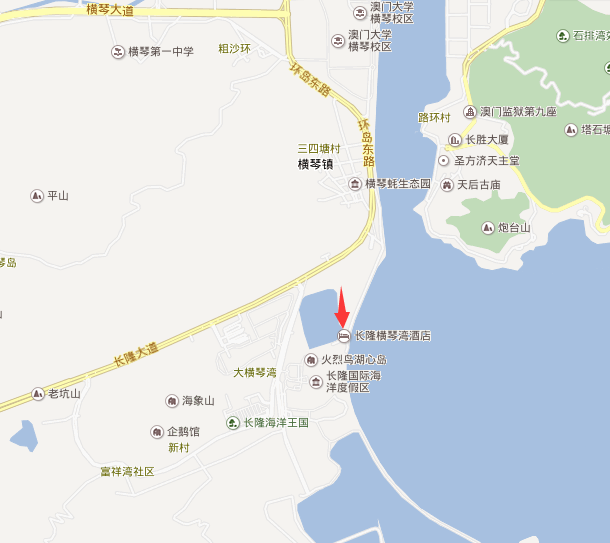 澳门大学
横琴校区
横琴大道
石排湾郊
澳门大学
横琴校区
横琴第一中学
粗沙环
环岛东路
澳门监狱第九座
路环村
塔石塘
环岛东路
长胜大厦
三四塘村
横琴镇
圣方济天主堂
横琴蚝生态园
天后古庙
平山
炮台山
琴岛
长隆横琴湾酒店
长隆大道
火烈鸟湖心岛
大横琴湾
长隆国际海
洋度假区
老坑山
海象山
长隆海洋王国
企鹅馆
新村
富祥湾社区